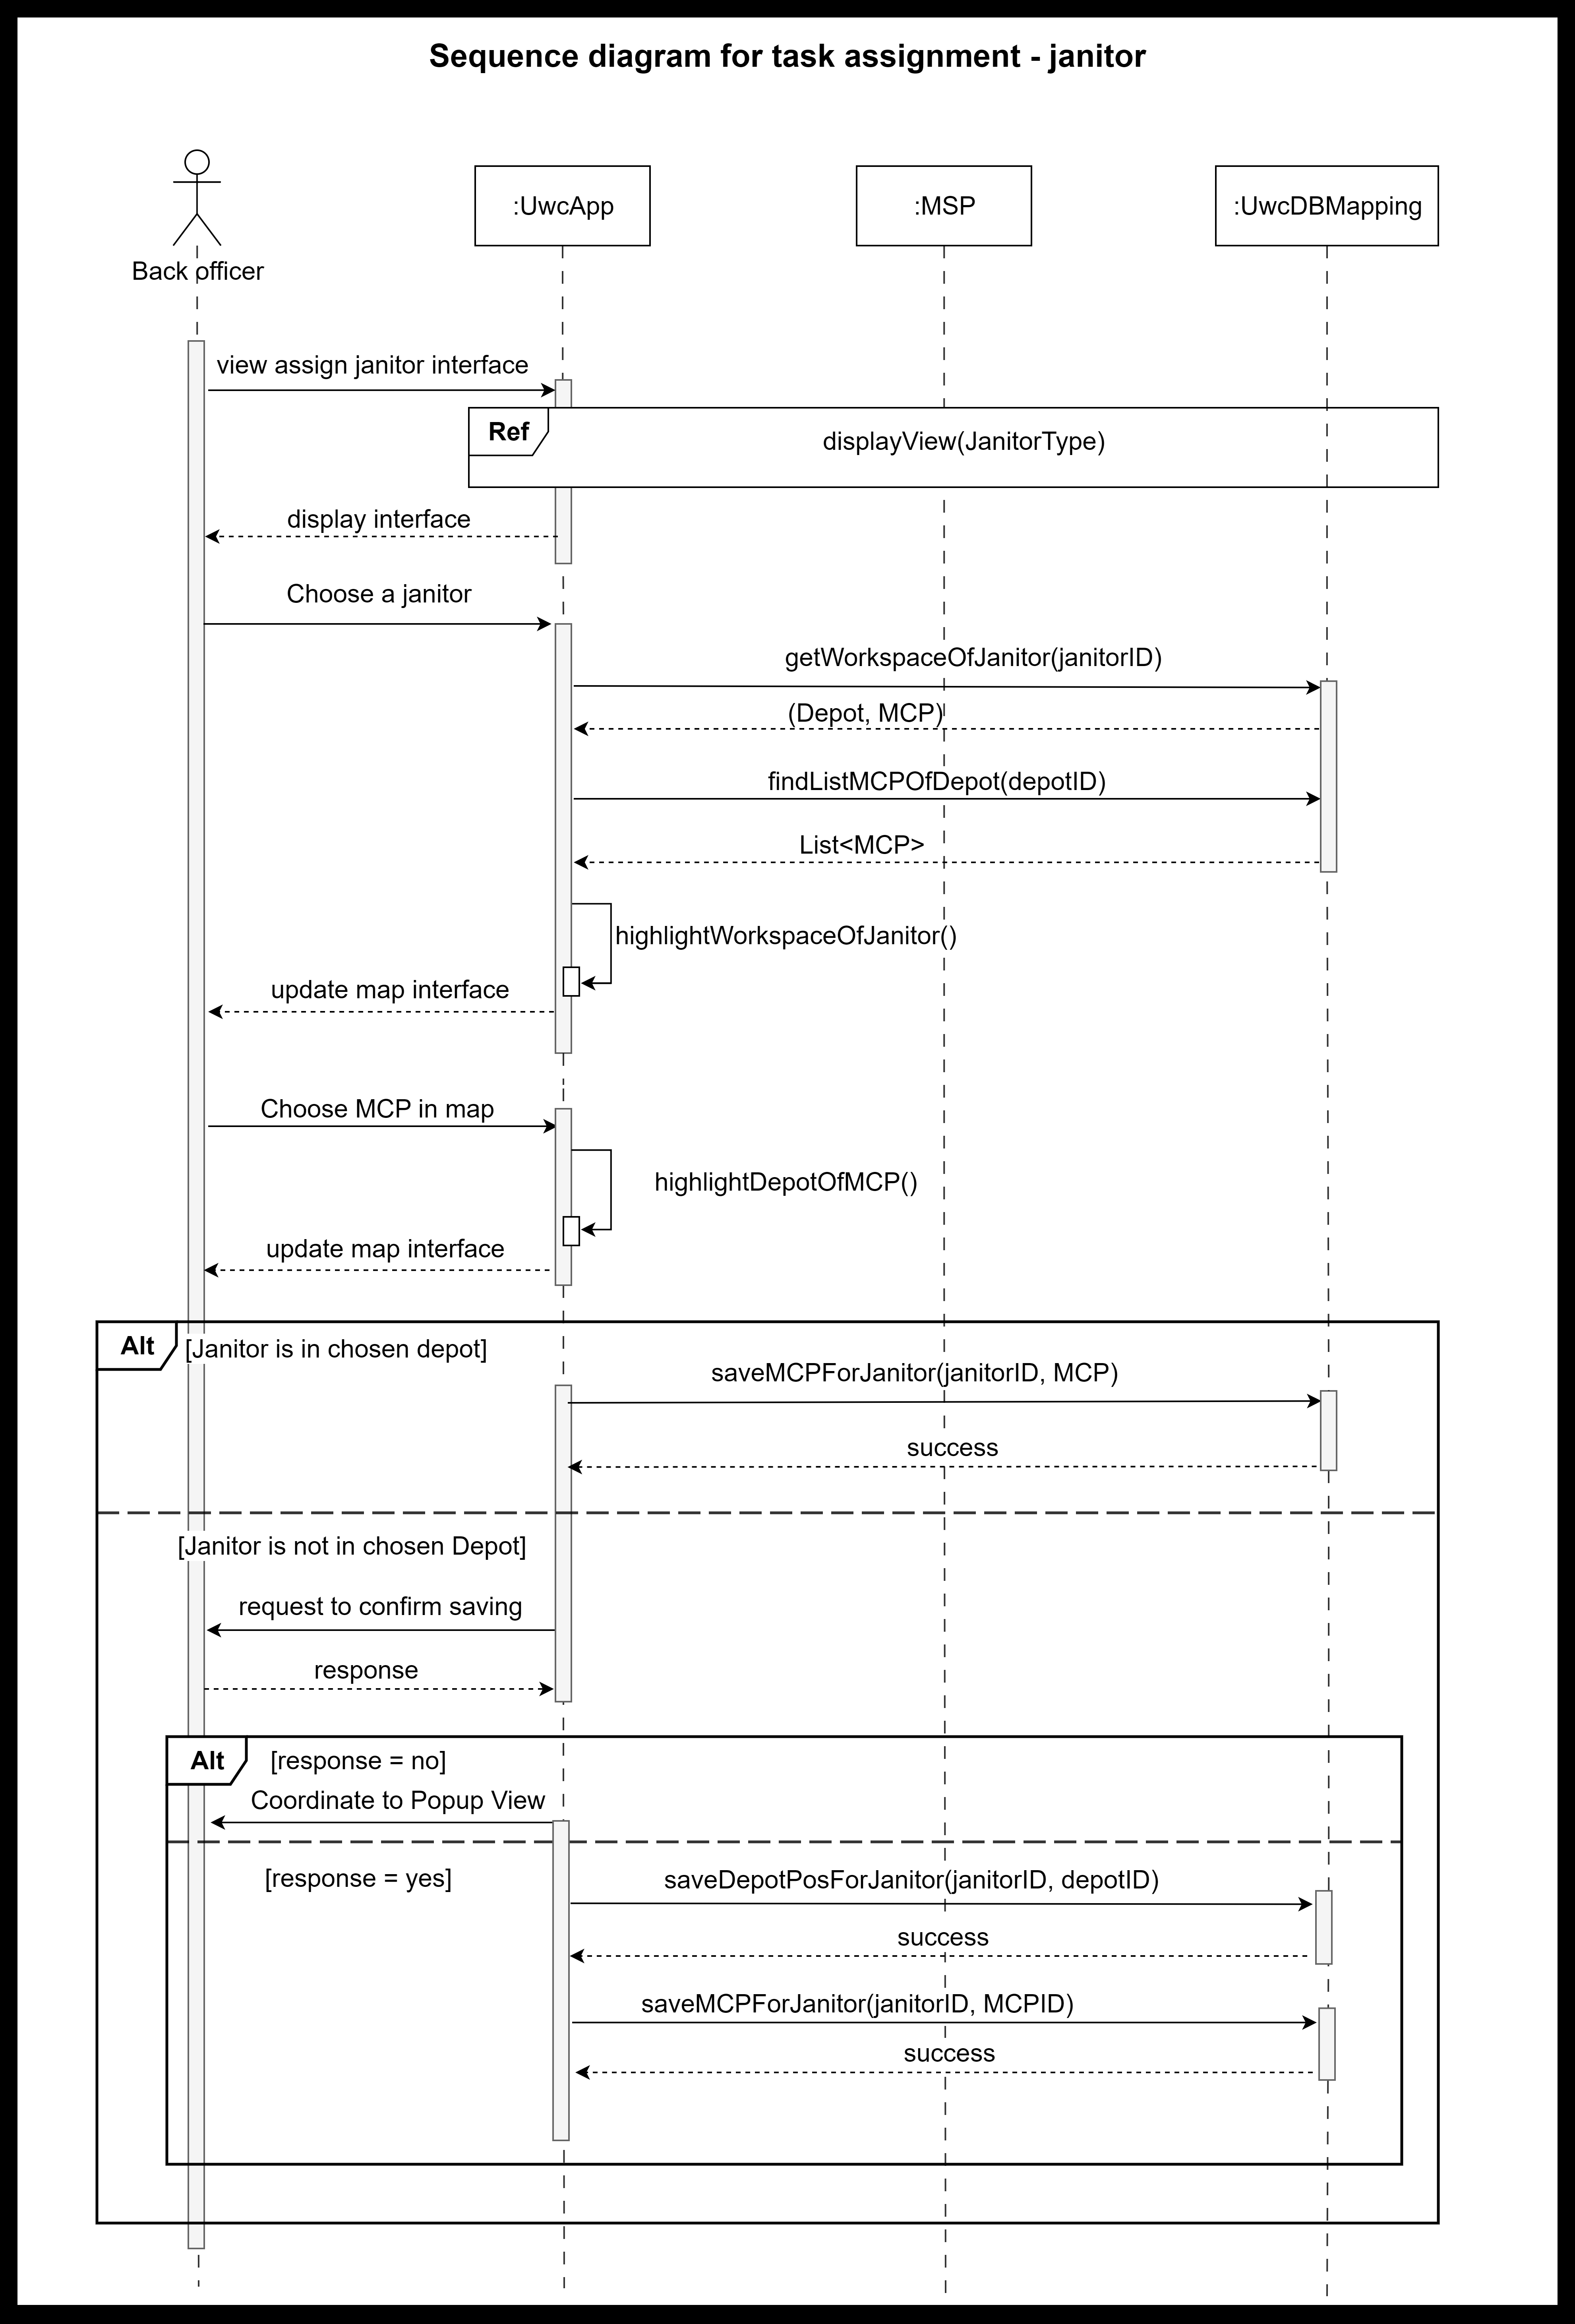 Sequence diagram for task assignment - janitor
Back officer
:UwcApp
:MSP
:UwcDBMapping
view assign janitor interface
Ref
displayView(JanitorType)
display interface
Choose a janitor
getWorkspaceOfJanitor(janitorID)
(Depot, MCP)
findListMCPOfDepot(depotID)
List<MCP>
highlightWorkspaceOfJanitor()
update map interface
Choose MCP in map
highlightDepotOfMCP()
update map interface
Alt
[Janitor is in chosen depot]
saveMCPForJanitor(janitorID, MCP)
success
[Janitor is not in chosen Depot]
request to confirm saving
response
Alt
[response = no]
Coordinate to Popup View
[response = yes]
saveDepotPosForJanitor(janitorID, depotID)
success
saveMCPForJanitor(janitorID, MCPID)
success